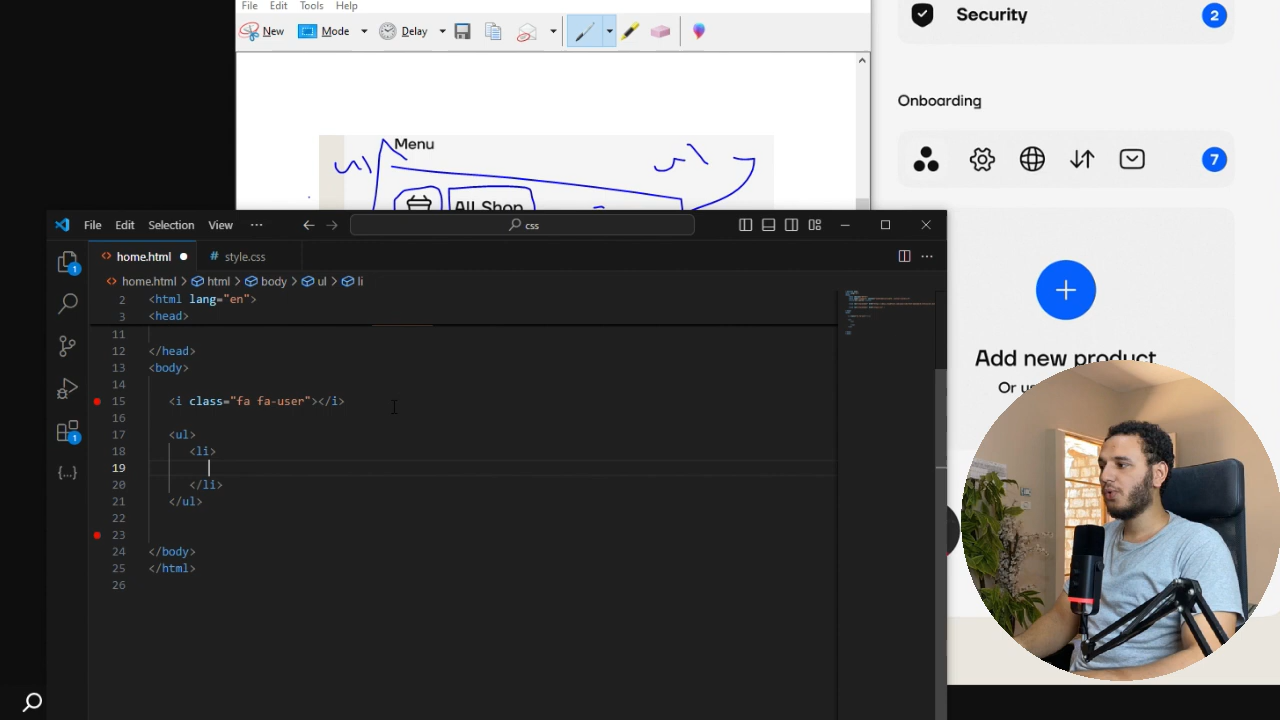 File Edit Tools Help
New Mode Delay
Menu
All Shop
Security 2
Onboarding
7
Add new product
File Edit Selection View ··· css
home.html # style.css
home.html > html > body > ul > li
2 <html lang="en">
3 <head>
11
12 </head>
13 <body>
14
15 <i class="fa fa-user"></i>
16
17 <ul>
18 <li>
19
20 </li>
21 </ul>
22
23
24 </body>
25 </html>
26
1
1